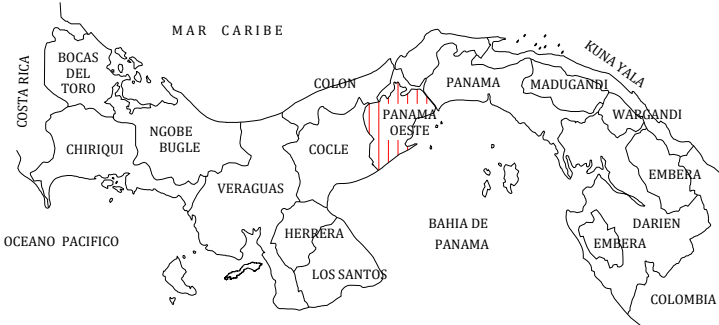 MAR CARIBE
COSTA RICA
BOCAS
DEL
TORO
COLON
PANAMA
KUNA YALA
MADUGANDI
WARGANDI
CHIRIQUI
NGOBE
BUGLE
COCLE
PANAMA
OESTE
VERAGUAS
EMBERA
HERRERA
LOS SANTOS
BAHIA DE
PANAMA
DARIEN
EMBERA
OCEANO PACIFICO
COLOMBIA